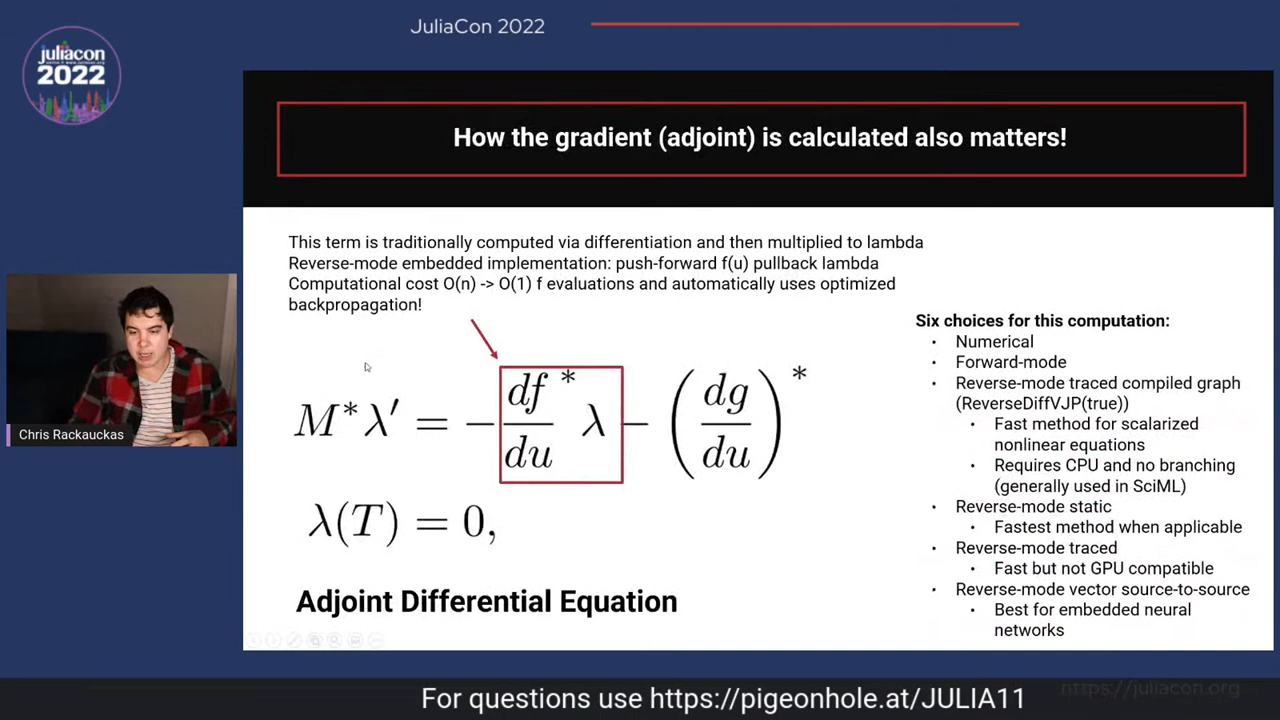 JuliaCon 2022
juliacon
2022
How the gradient (adjoint) is calculated also matters!
This term is traditionally computed via differentiation and then multiplied to lambda
Reverse-mode embedded implementation: push-forward f(u) pullback lambda
Computational cost O(n) -> O(1) f evaluations and automatically uses optimized
backpropagation!
M*λ′ = −df/du* λ − (dg/du)*
λ(T) = 0,
Adjoint Differential Equation
Six choices for this computation:
• Numerical
• Forward-mode
• Reverse-mode traced compiled graph
(ReverseDiffVJP(true))
• Fast method for scalarized
nonlinear equations
• Requires CPU and no branching
(generally used in SciML)
• Reverse-mode static
• Fastest method when applicable
• Reverse-mode traced
• Fast but not GPU compatible
• Reverse-mode vector source-to-source
• Best for embedded neural
networks
Chris Rackauckas
For questions use https://pigeonhole.at/JULIA11
https://juliacon.org